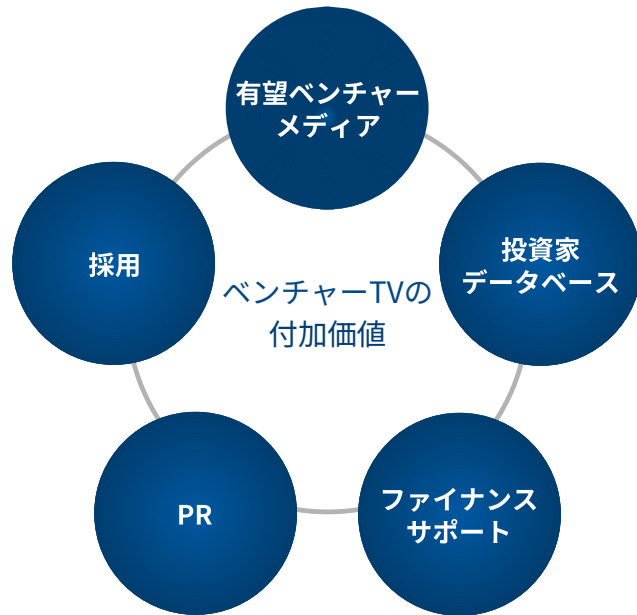 有望ベンチャー
メディア
投資家
データベース
採用
ベンチャーTVの
付加価値
PR
ファイナンス
サポート